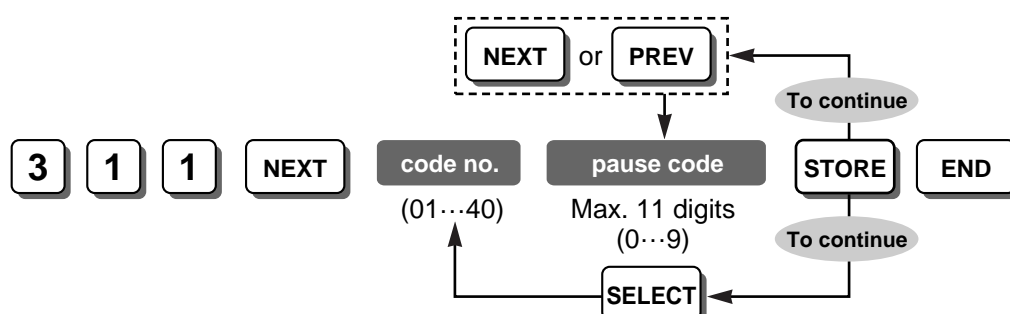 NEXT or PREV
To continue
3 1 1 NEXT code no. pause code STORE END
(01···40) Max. 11 digits
(0···9)
To continue
SELECT